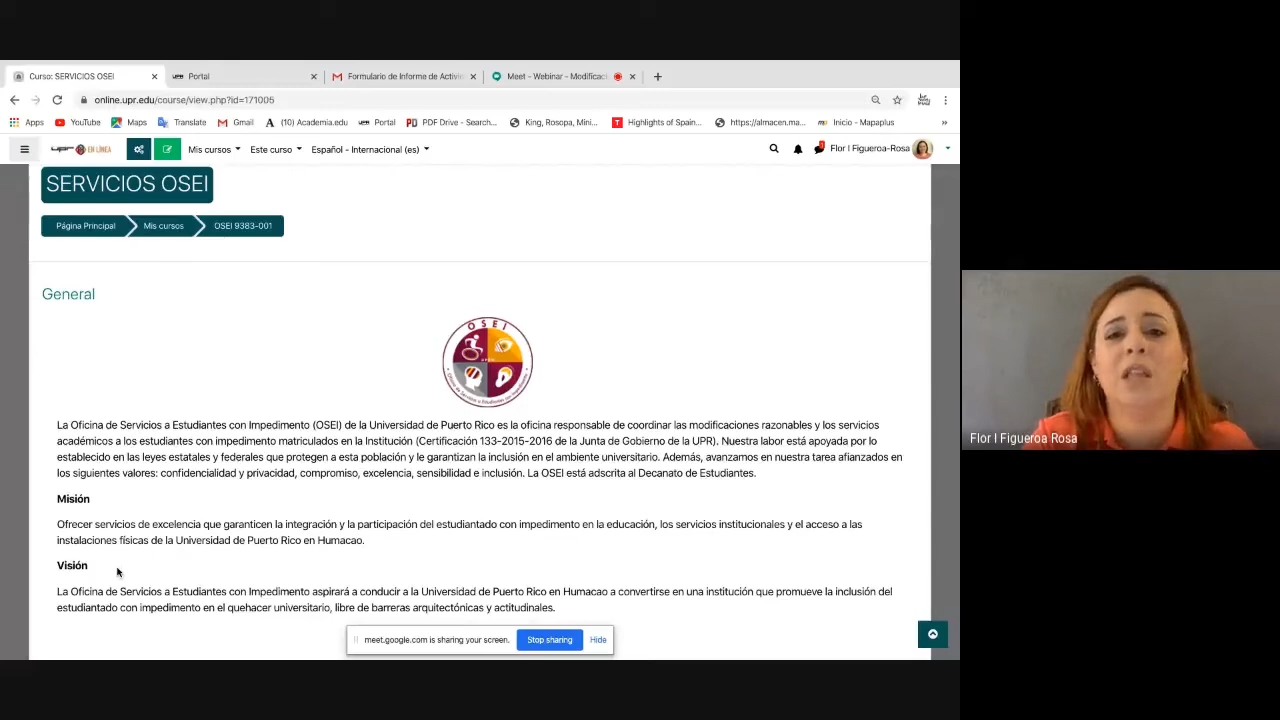 Curso: SERVICIOS OSEI
Portal
Formulario de Informe de Activi
Meet - Webinar - Modificac
online.upr.edu/course/view.php?id=171005
Apps YouTube Maps Translate Gmail (10) Academia.edu Portal PDF Drive - Search... King, Rosopa, Mini... Highlights of Spain... https://almacen.ma... Inicio - Mapaplus
upr EN LÍNEA Mis cursos Este curso Español - Internacional (es) Flor I Figueroa-Rosa
SERVICIOS OSEI
Página Principal Mis cursos OSEI 9383-001
General
OSEI
La Oficina de Servicios a Estudiantes con Impedimento (OSEI) de la Universidad de Puerto Rico es la oficina responsable de coordinar las modificaciones razonables y los servicios
académicos a los estudiantes con impedimento matriculados en la Institución (Certificación 133-2015-2016 de la Junta de Gobierno de la UPR). Nuestra labor está apoyada por lo
establecido en las leyes estatales y federales que protegen a esta población y le garantizan la inclusión en el ambiente universitario. Además, avanzamos en nuestra tarea afianzados en
los siguientes valores: confidencialidad y privacidad, compromiso, excelencia, sensibilidad e inclusión. La OSEI está adscrita al Decanato de Estudiantes.
Misión
Ofrecer servicios de excelencia que garanticen la integración y la participación del estudiantado con impedimento en la educación, los servicios institucionales y el acceso a las
instalaciones físicas de la Universidad de Puerto Rico en Humacao.
Visión
La Oficina de Servicios a Estudiantes con Impedimento aspirará a conducir a la Universidad de Puerto Rico en Humacao a convertirse en una institución que promueve la inclusión del
estudiantado con impedimento en el quehacer universitario, libre de barreras arquitectónicas y actitudinales.
meet.google.com is sharing your screen. Stop sharing Hide
Flor I Figueroa Rosa